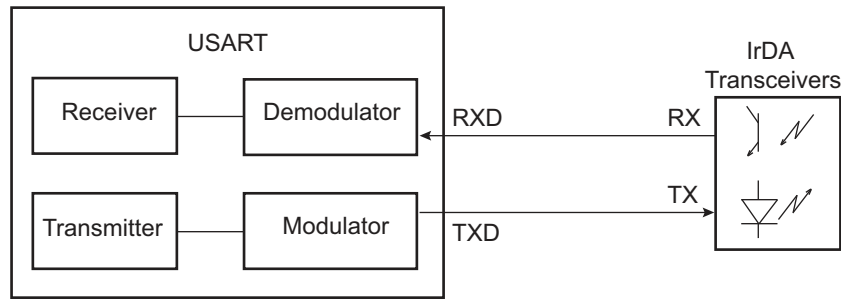 USART
IrDA
Transceivers
Receiver
Demodulator
RXD
RX
Transmitter
Modulator
TXD
TX